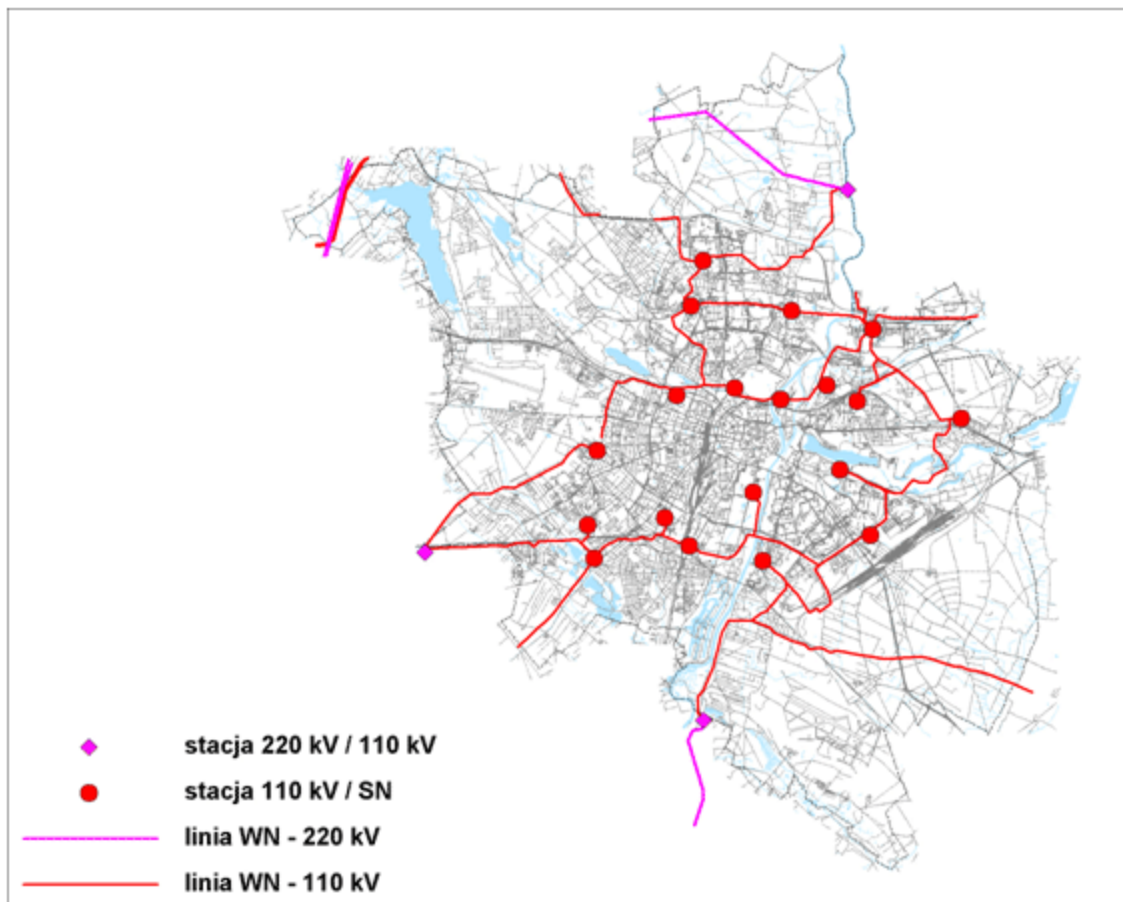 stacja 220 kV / 110 kV
stacja 110 kV / SN
linia WN - 220 kV
linia WN - 110 kV